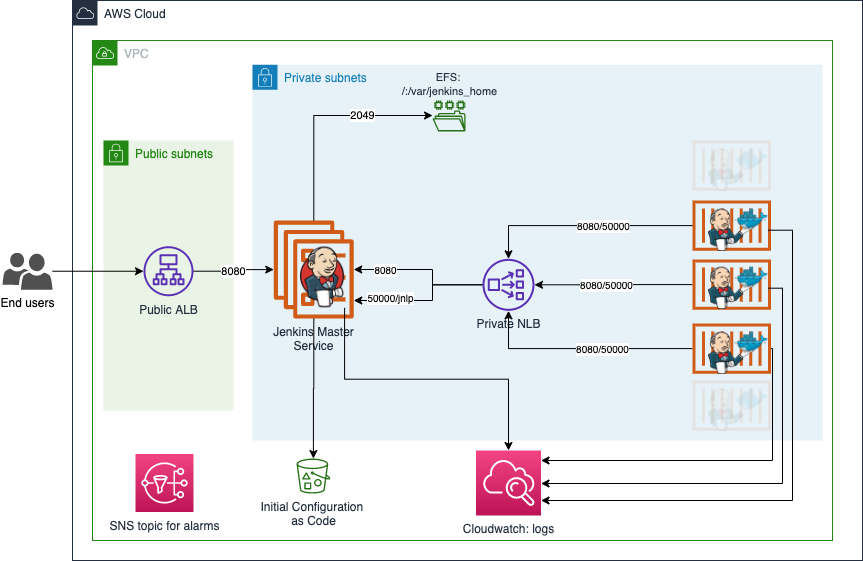 AWS Cloud
VPC
Private subnets
EFS:
/:/var/jenkins_home
2049
Public subnets
8080/50000
8080
8080
50000/jnlp
8080/50000
End users
Public ALB
Private NLB
Jenkins Master
Service
8080/50000
Initial Configuration
as Code
SNS topic for alarms
Cloudwatch: logs